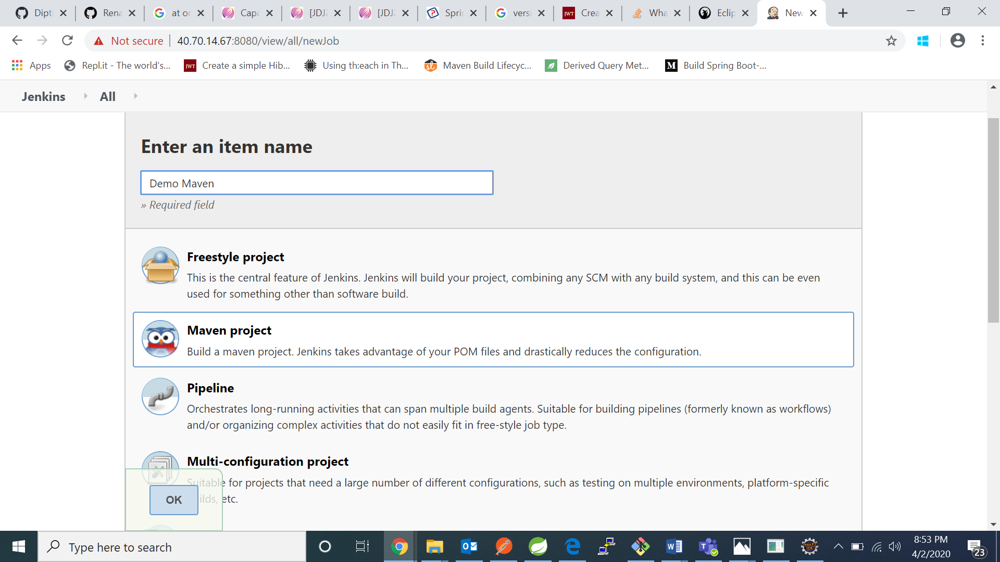 Dipti
Rena
at or
Capa
[JDJ2
[JDJ2
Sprin
versi
JWT Crea
Wha
Eclip
New
Not secure 40.70.14.67:8080/view/all/newJob
Apps Repl.it - The world's... JWT Create a simple Hib... Using th:each in Th... Maven Build Lifecyc... Derived Query Met... M Build Spring Boot-...
Jenkins All
Enter an item name
Demo Maven
» Required field
Freestyle project
This is the central feature of Jenkins. Jenkins will build your project, combining any SCM with any build system, and this can be even
used for something other than software build.
Maven project
Build a maven project. Jenkins takes advantage of your POM files and drastically reduces the configuration.
Pipeline
Orchestrates long-running activities that can span multiple build agents. Suitable for building pipelines (formerly known as workflows)
and/or organizing complex activities that do not easily fit in free-style job type.
Multi-configuration project
Suitable for projects that need a large number of different configurations, such as testing on multiple environments, platform-specific
ilds, etc.
OK
Type here to search
8:53 PM
4/2/2020
23